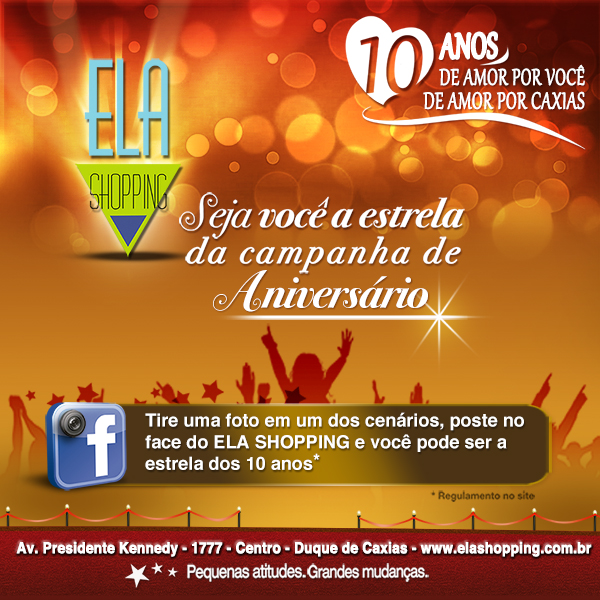 ELA
SHOPPING
10 ANOS
DE AMOR POR VOCÊ
DE AMOR POR CAXIAS
Seja você a estrela
da campanha de
Aniversário
f
Tire uma foto em um dos cenários, poste no
face do ELA SHOPPING e você pode ser a
estrela dos 10 anos*
* Regulamento no site
Av. Presidente Kennedy - 1777 - Centro - Duque de Caxias - www.elashopping.com.br
Pequenas atitudes. Grandes mudanças.